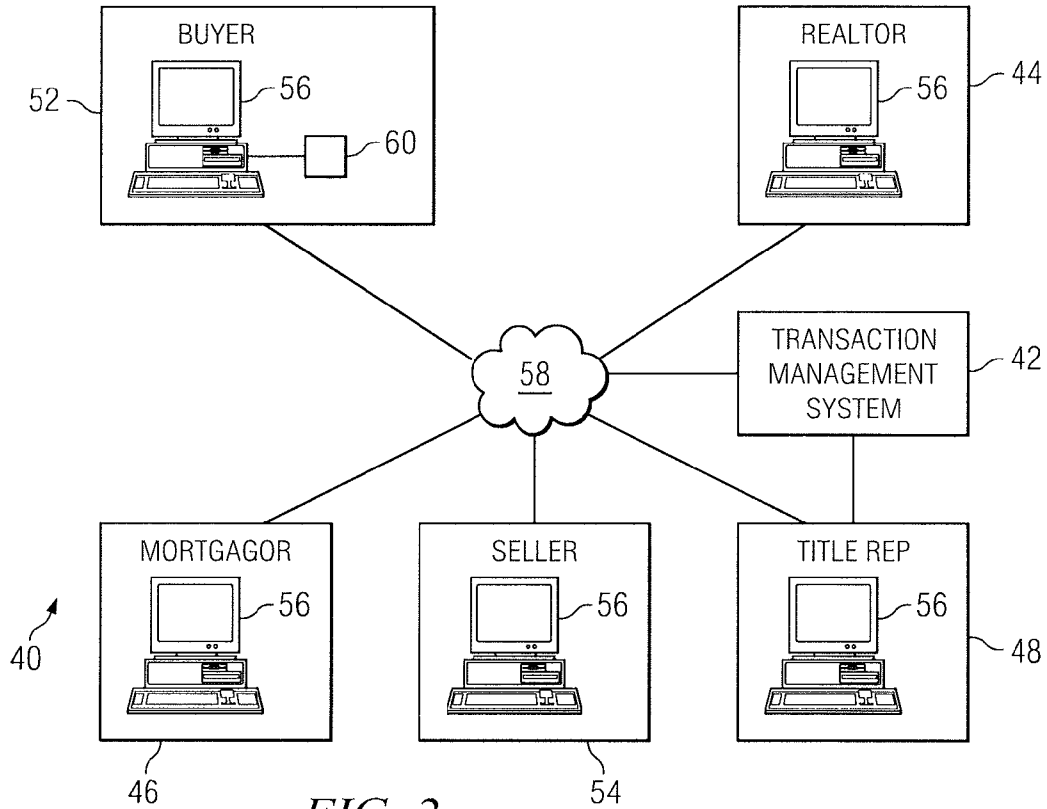 BUYER
52
56
60
REALTOR
56
44
58
TRANSACTION
MANAGEMENT
SYSTEM
42
MORTGAGOR
56
40
46
SELLER
56
54
TITLE REP
56
48